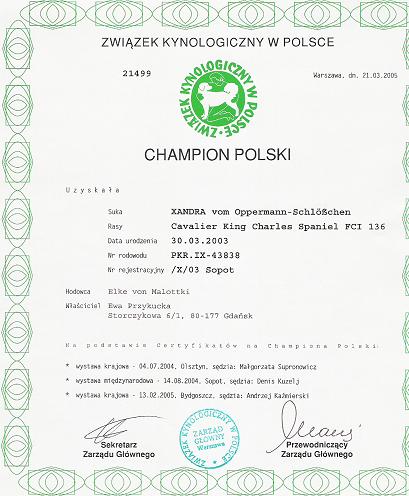 ZWIĄZEK KYNOLOGICZNY W POLSCE
21499
Warszawa, dn. 21.03.2005
ZWIĄZEK KYNOLOGICZNY W POLSCE
CHAMPION POLSKI
Uzyskała
Suka XANDRA vom Oppermann-Schlößchen
Rasy Cavalier King Charles Spaniel FCI 136
Data urodzenia 30.03.2003
Nr rodowodu PKR.IX-43838
Nr rejestracyjny /X/03 Sopot
Hodowca Elke von Malottki
Właściciel Ewa Przykucka
Storczykowa 6/1, 80-177 Gdańsk
Na podstawie Certyfikatów na Championa Polski:
* wystawa krajowa - 04.07.2004, Olsztyn, sędzia: Małgorzata Supronowicz
* wystawa międzynarodowa - 14.08.2004, Sopot, sędzia: Denis Kuzelj
* wystawa krajowa - 13.02.2005, Bydgoszcz, sędzia: Andrzej Kaźmierski
Sekretarz
Zarządu Głównego
ZWIĄZEK KYNOLOGICZNY W POLSCE
ZARZĄD
GŁÓWNY
Warszawa
Przewodniczący
Zarządu Głównego